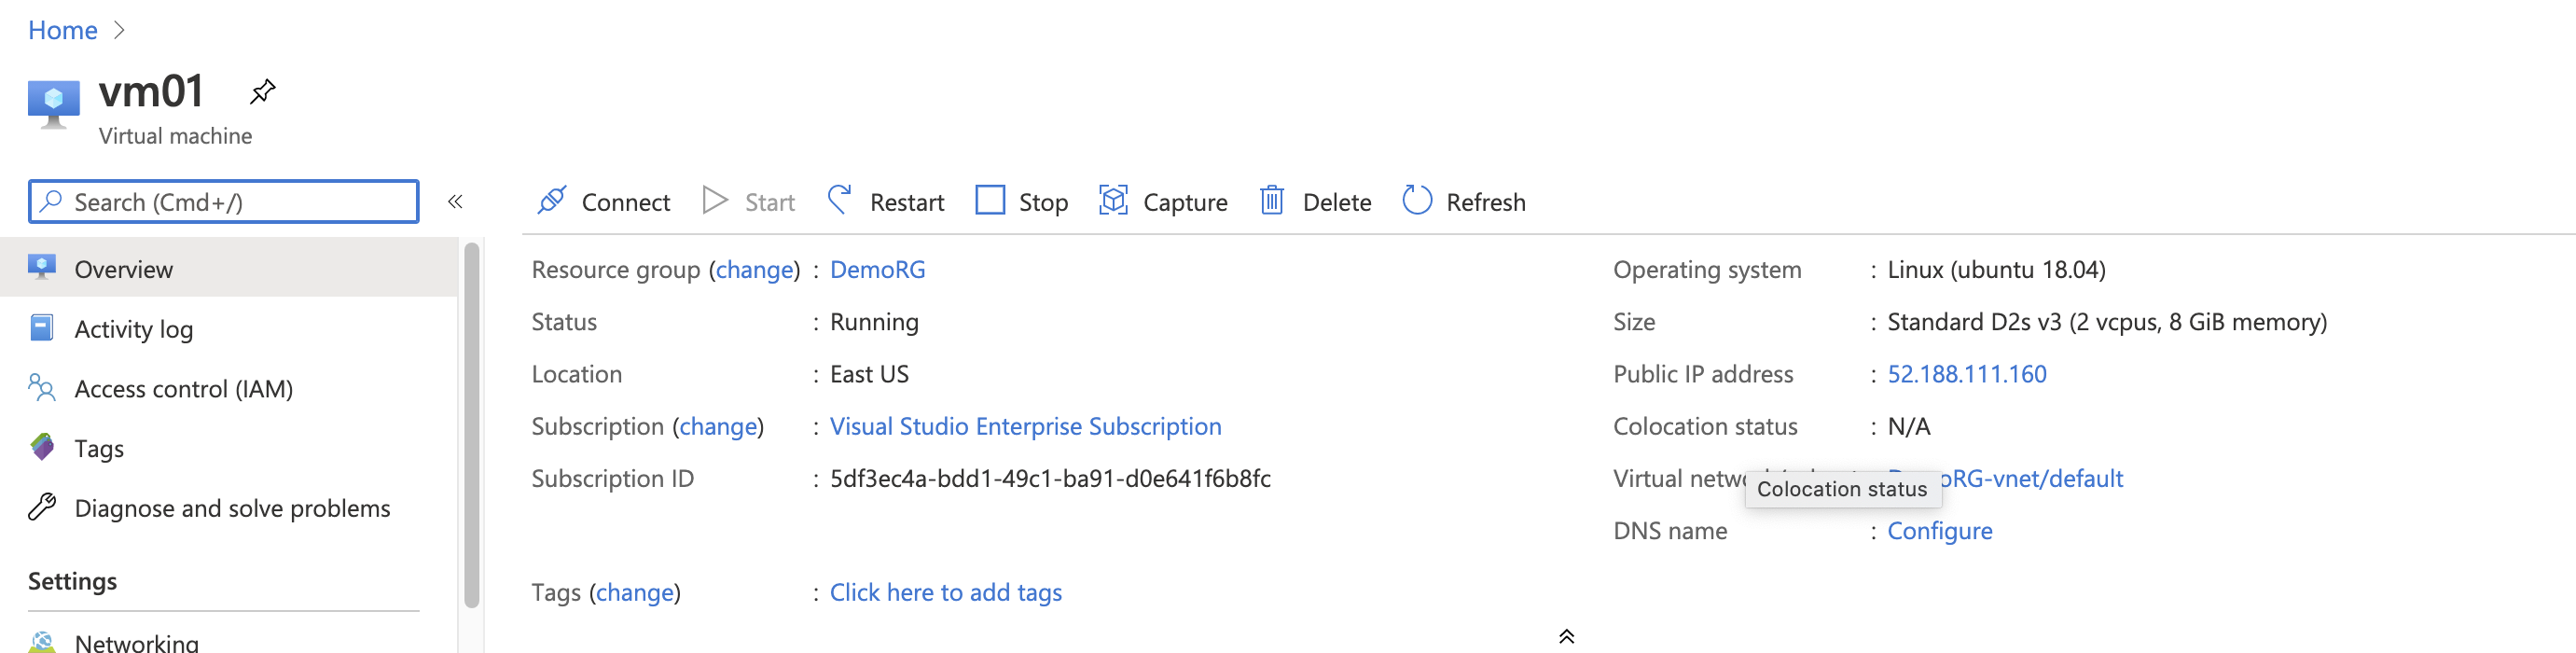 Home
vm01
Virtual machine
Search (Cmd+/)
«
Connect
Start
Restart
Stop
Capture
Delete
Refresh
Overview
Activity log
Access control (IAM)
Tags
Diagnose and solve problems
Settings
Networking
Resource group (change) : DemoRG
Status : Running
Location : East US
Subscription (change) : Visual Studio Enterprise Subscription
Subscription ID : 5df3ec4a-bdd1-49c1-ba91-d0e641f6b8fc
Tags (change) : Click here to add tags
Operating system : Linux (ubuntu 18.04)
Size : Standard D2s v3 (2 vcpus, 8 GiB memory)
Public IP address : 52.188.111.160
Colocation status : N/A
Virtual oRG-vnet/default
Colocation status
DNS name : Configure